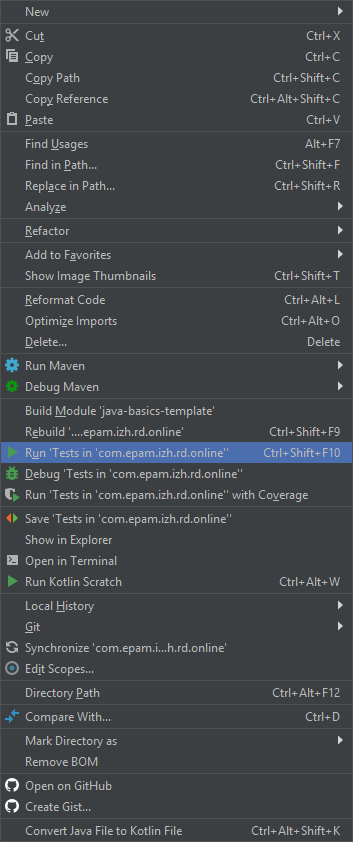 New
Cut Ctrl+X
Copy Ctrl+C
Copy Path Ctrl+Shift+C
Copy Reference Ctrl+Alt+Shift+C
Paste Ctrl+V
Find Usages Alt+F7
Find in Path... Ctrl+Shift+F
Replace in Path... Ctrl+Shift+R
Analyze
Refactor
Add to Favorites
Show Image Thumbnails Ctrl+Shift+T
Reformat Code Ctrl+Alt+L
Optimize Imports Ctrl+Alt+O
Delete... Delete
Run Maven
Debug Maven
Build Module 'java-basics-template'
Rebuild '....epam.izh.rd.online' Ctrl+Shift+F9
Run 'Tests in 'com.epam.izh.rd.online'' Ctrl+Shift+F10
Debug 'Tests in 'com.epam.izh.rd.online''
Run 'Tests in 'com.epam.izh.rd.online'' with Coverage
Save 'Tests in 'com.epam.izh.rd.online''
Show in Explorer
Open in Terminal
Run Kotlin Scratch Ctrl+Alt+W
Local History
Git
Synchronize 'com.epam.i...h.rd.online'
Edit Scopes...
Directory Path Ctrl+Alt+F12
Compare With... Ctrl+D
Mark Directory as
Remove BOM
Open on GitHub
Create Gist...
Convert Java File to Kotlin File Ctrl+Alt+Shift+K